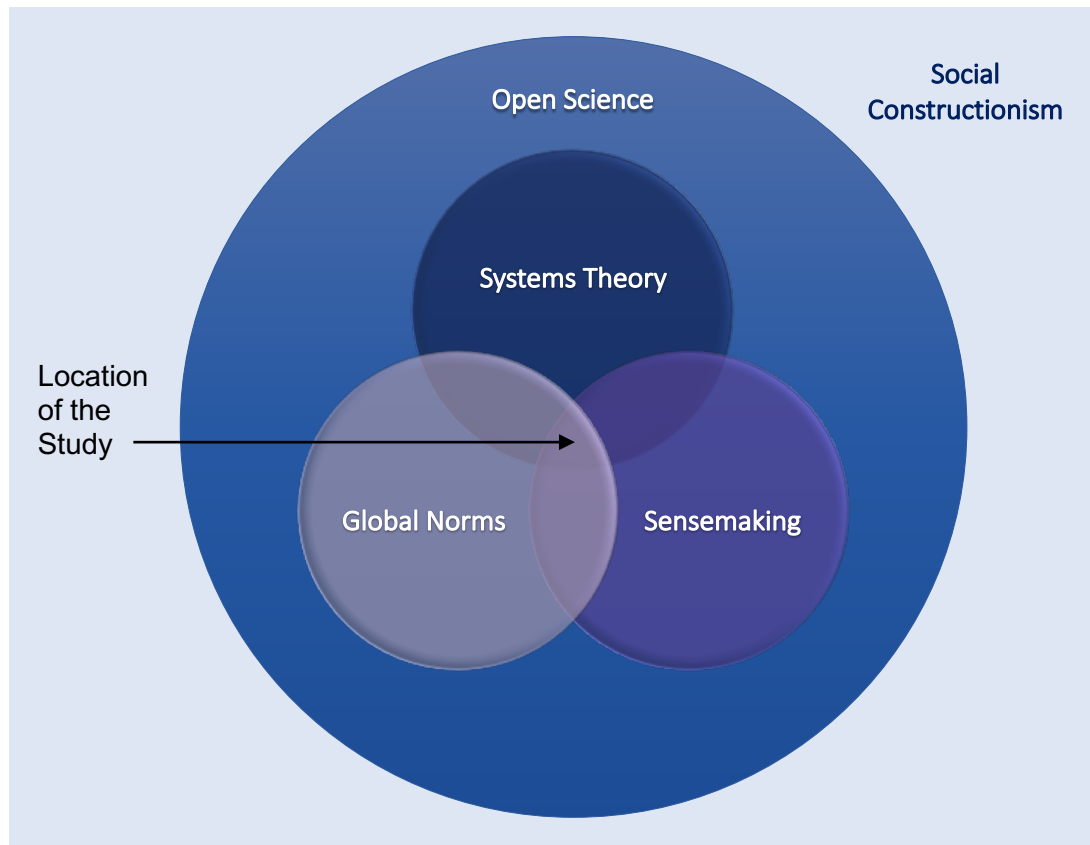 Open Science
Social
Constructionism
Systems Theory
Location
of the
Study
Global Norms
Sensemaking